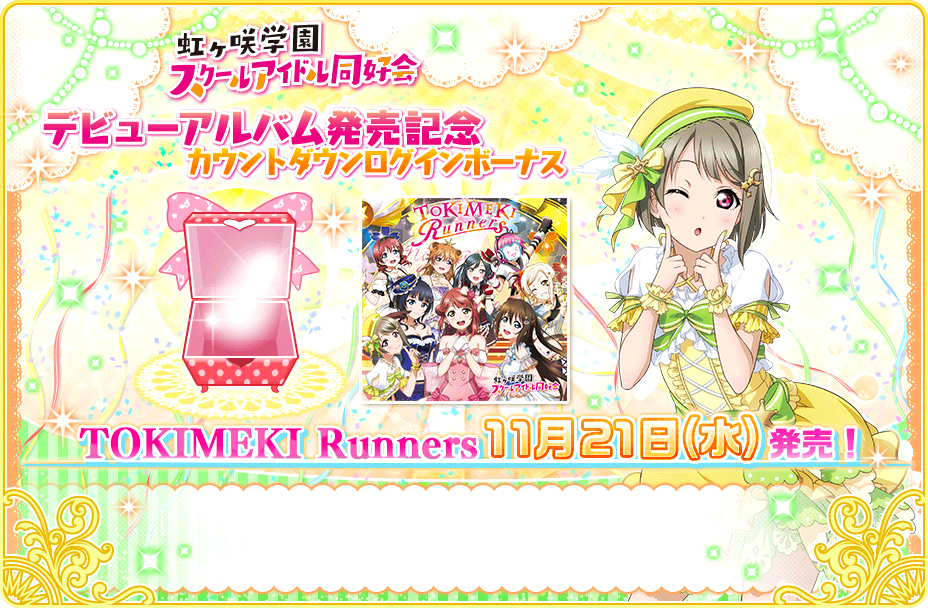 虹ヶ咲学園
スクールアイドル同好会
デビューアルバム発売記念
カウントダウンログインボーナス
TOKIMEKI
Runners
虹ヶ咲学園
スクールアイドル同好会
TOKIMEKI Runners 11月21日(水) 発売！